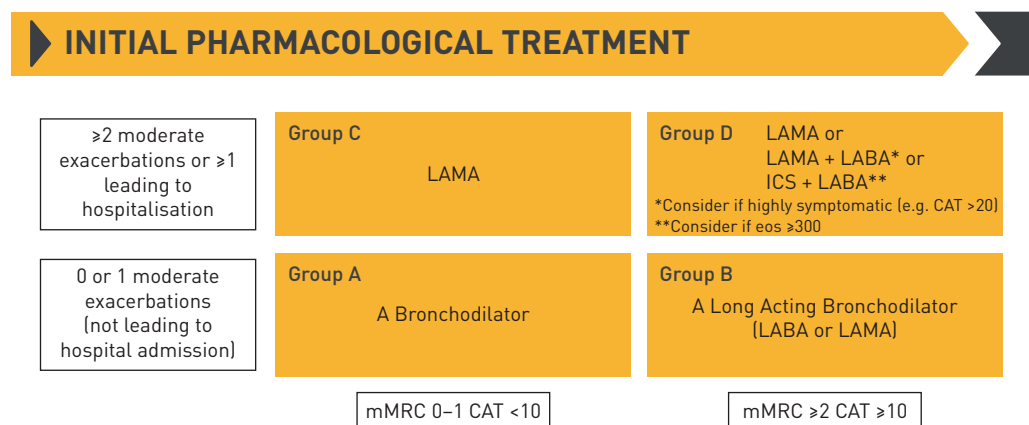 INITIAL PHARMACOLOGICAL TREATMENT
≥2 moderate
exacerbations or ≥1
leading to
hospitalisation
Group C
LAMA
Group D
LAMA or
LAMA + LABA* or
ICS + LABA**
*Consider if highly symptomatic (e.g. CAT >20)
**Consider if eos ≥300
0 or 1 moderate
exacerbations
(not leading to
hospital admission)
Group A
A Bronchodilator
Group B
A Long Acting Bronchodilator
(LABA or LAMA)
mMRC 0–1 CAT <10
mMRC ≥2 CAT ≥10